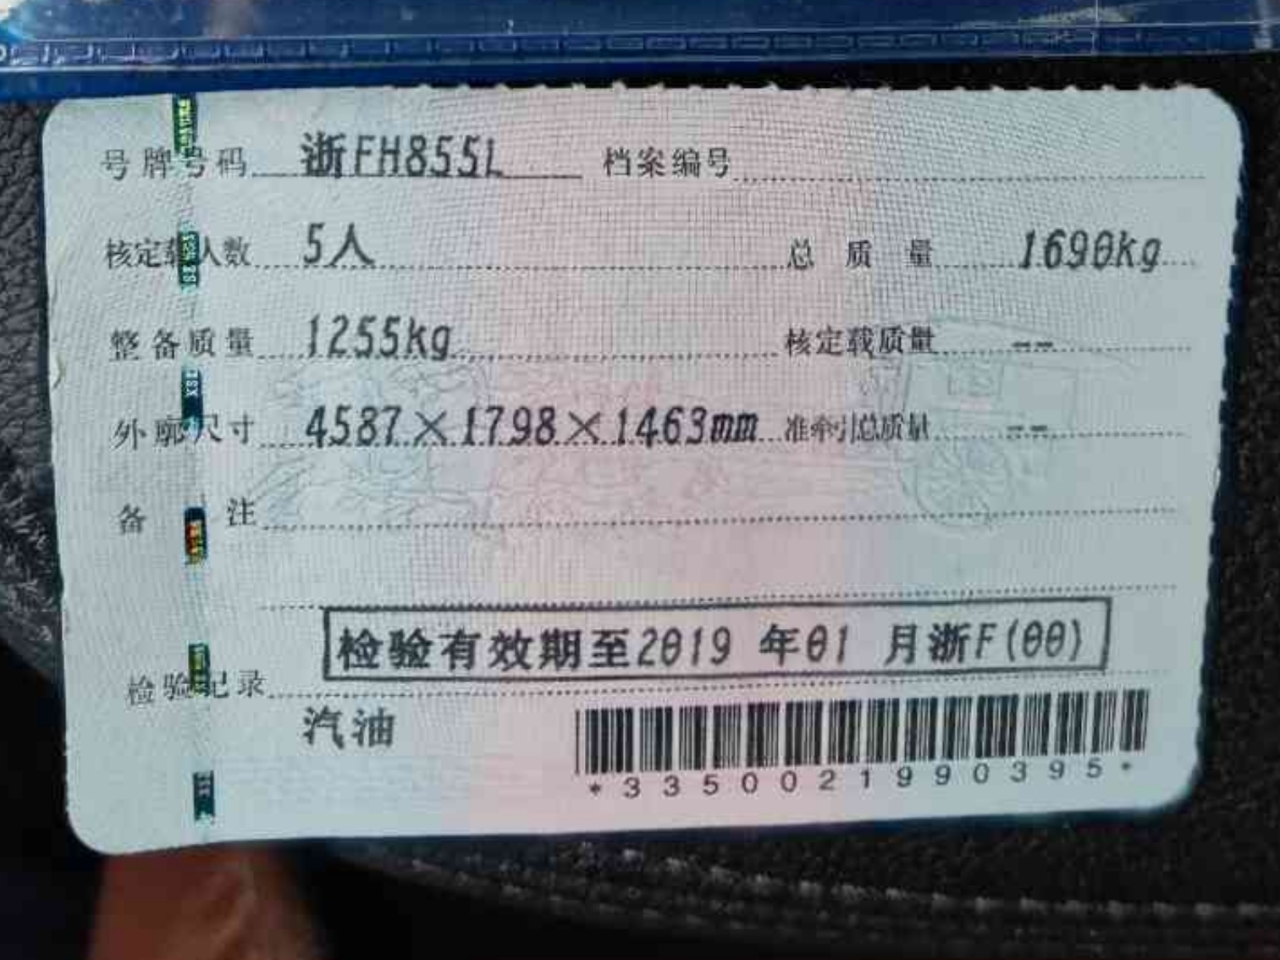 号牌号码 浙FH855L 档案编号
核定载人数 5人 总质量 1690kg
整备质量 1255kg 核定载质量 --
外廓尺寸 4587×1798×1463mm 准牵引总质量 --
备注
检验有效期至2019 年01 月浙F(00)
检验记录
汽油
*3350021990395*